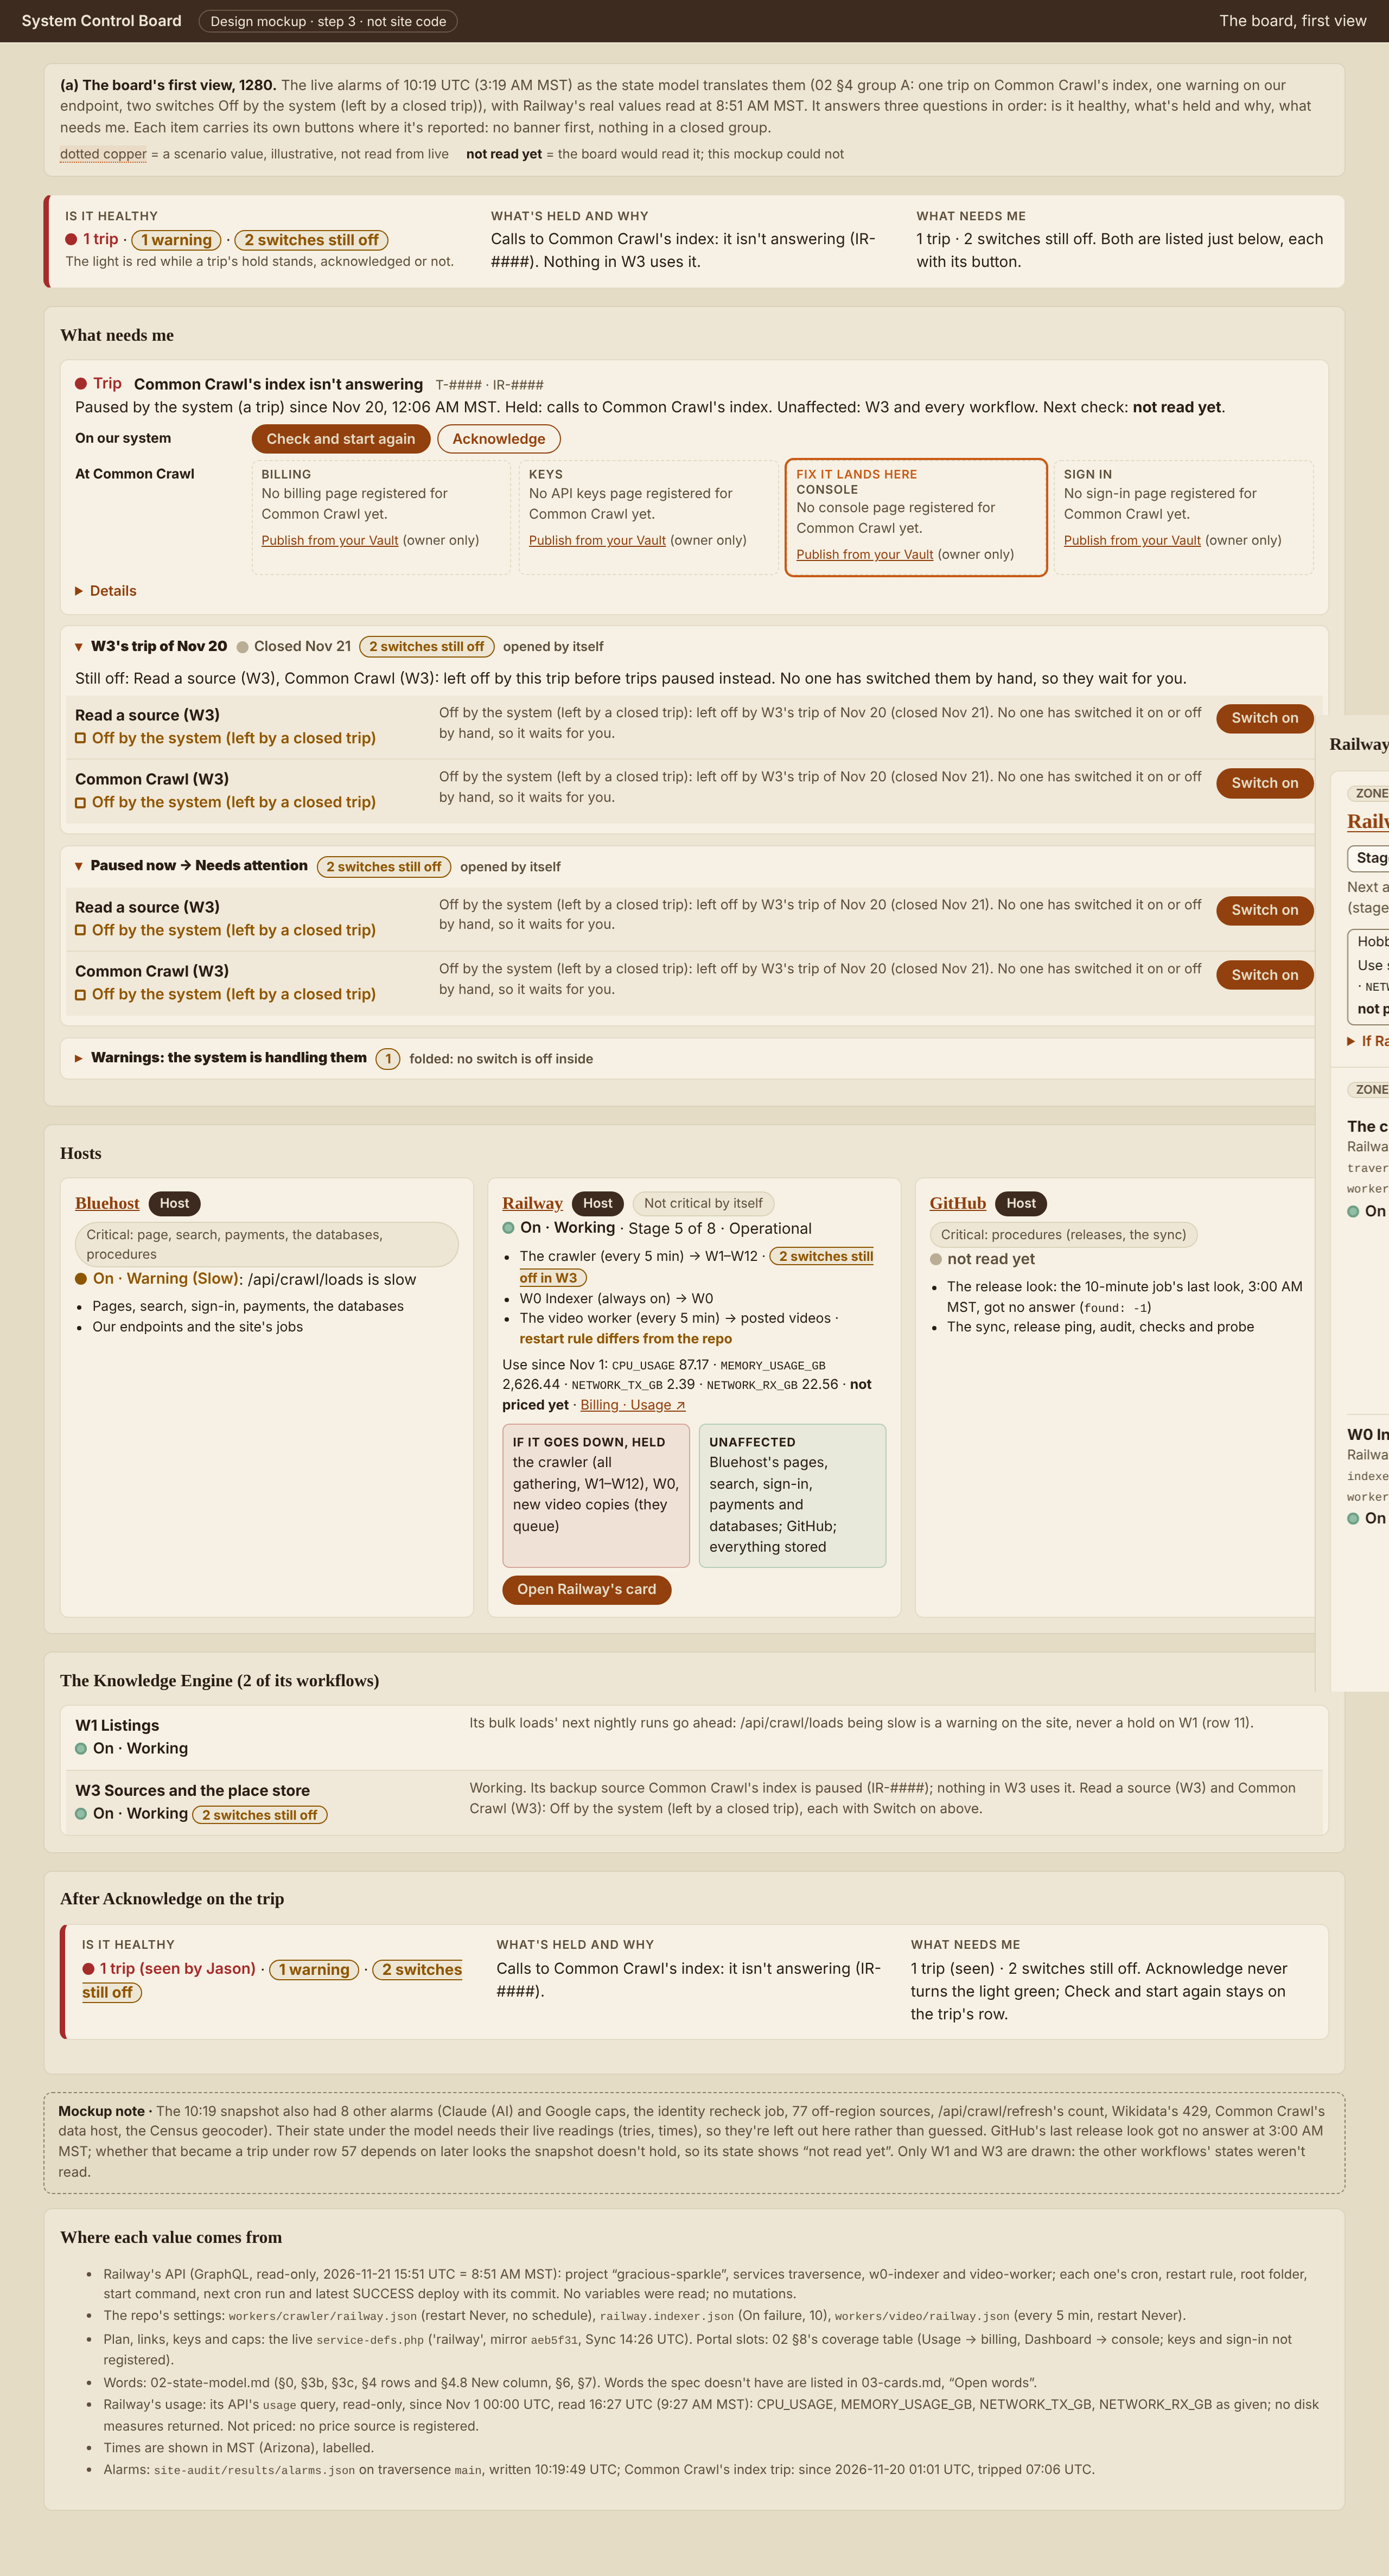 System Control Board
Design mockup · step 3 · not site code
The board, first view
(a) The board's first view, 1280. The live alarms of 10:19 UTC (3:19 AM MST) as the state model translates them (02 §4 group A: one trip on Common Crawl's index, one warning on our
endpoint, two switches Off by the system (left by a closed trip)), with Railway's real values read at 8:51 AM MST. It answers three questions in order: is it healthy, what's held and why, what
needs me. Each item carries its own buttons where it's reported: no banner first, nothing in a closed group.
dotted copper = a scenario value, illustrative, not read from live not read yet = the board would read it; this mockup could not
IS IT HEALTHY
1 trip · 1 warning · 2 switches still off
The light is red while a trip's hold stands, acknowledged or not.
WHAT'S HELD AND WHY
Calls to Common Crawl's index: it isn't answering (IR-
####). Nothing in W3 uses it.
WHAT NEEDS ME
1 trip · 2 switches still off. Both are listed just below, each
with its button.
What needs me
Trip Common Crawl's index isn't answering T-#### · IR-####
Paused by the system (a trip) since Nov 20, 12:06 AM MST. Held: calls to Common Crawl's index. Unaffected: W3 and every workflow. Next check: not read yet.
On our system
Check and start again
Acknowledge
At Common Crawl
BILLING
No billing page registered for
Common Crawl yet.
Publish from your Vault (owner only)
KEYS
No API keys page registered for
Common Crawl yet.
Publish from your Vault (owner only)
FIX IT LANDS HERE
CONSOLE
No console page registered for
Common Crawl yet.
Publish from your Vault (owner only)
SIGN IN
No sign-in page registered for
Common Crawl yet.
Publish from your Vault (owner only)
▶ Details
▼ W3's trip of Nov 20 Closed Nov 21 2 switches still off opened by itself
Still off: Read a source (W3), Common Crawl (W3): left off by this trip before trips paused instead. No one has switched them by hand, so they wait for you.
Read a source (W3)
Off by the system (left by a closed trip)
Off by the system (left by a closed trip): left off by W3's trip of Nov 20 (closed Nov 21). No one has switched it on or off
by hand, so it waits for you.
Switch on
Common Crawl (W3)
Off by the system (left by a closed trip)
Off by the system (left by a closed trip): left off by W3's trip of Nov 20 (closed Nov 21). No one has switched it on or off
by hand, so it waits for you.
Switch on
▼ Paused now → Needs attention 2 switches still off opened by itself
Read a source (W3)
Off by the system (left by a closed trip)
Off by the system (left by a closed trip): left off by W3's trip of Nov 20 (closed Nov 21). No one has switched it on or off
by hand, so it waits for you.
Switch on
Common Crawl (W3)
Off by the system (left by a closed trip)
Off by the system (left by a closed trip): left off by W3's trip of Nov 20 (closed Nov 21). No one has switched it on or off
by hand, so it waits for you.
Switch on
▶ Warnings: the system is handling them 1 folded: no switch is off inside
Railway
ZONE
Next a
(stage
Use s
not p
ZONE
The c
On
On
Hosts
Bluehost Host
Critical: page, search, payments, the databases,
procedures
On · Warning (Slow): /api/crawl/loads is slow
• Pages, search, sign-in, payments, the databases
• Our endpoints and the site's jobs
Railway Host Not critical by itself
On · Working · Stage 5 of 8 · Operational
• The crawler (every 5 min) → W1–W12 · 2 switches still
off in W3
• W0 Indexer (always on) → W0
• The video worker (every 5 min) → posted videos ·
restart rule differs from the repo
Use since Nov 1: CPU_USAGE 87.17 · MEMORY_USAGE_GB
2,626.44 · NETWORK_TX_GB 2.39 · NETWORK_RX_GB 22.56 · not
priced yet · Billing · Usage ↗
IF IT GOES DOWN, HELD
the crawler (all
gathering, W1–W12), W0,
new video copies (they
queue)
UNAFFECTED
Bluehost's pages,
search, sign-in,
payments and
databases; GitHub;
everything stored
Open Railway's card
GitHub Host
Critical: procedures (releases, the sync)
not read yet
• The release look: the 10-minute job's last look, 3:00 AM
MST, got no answer (found: -1)
• The sync, release ping, audit, checks and probe
The Knowledge Engine (2 of its workflows)
W1 Listings
On · Working
Its bulk loads' next nightly runs go ahead: /api/crawl/loads being slow is a warning on the site, never a hold on W1 (row 11).
W3 Sources and the place store
On · Working 2 switches still off
Working. Its backup source Common Crawl's index is paused (IR-####); nothing in W3 uses it. Read a source (W3) and Common
Crawl (W3): Off by the system (left by a closed trip), each with Switch on above.
After Acknowledge on the trip
IS IT HEALTHY
1 trip (seen by Jason) · 1 warning · 2 switches
still off
WHAT'S HELD AND WHY
Calls to Common Crawl's index: it isn't answering (IR-
####).
WHAT NEEDS ME
1 trip (seen) · 2 switches still off. Acknowledge never
turns the light green; Check and start again stays on
the trip's row.
Mockup note · The 10:19 snapshot also had 8 other alarms (Claude (AI) and Google caps, the identity recheck job, 77 off-region sources, /api/crawl/refresh's count, Wikidata's 429, Common Crawl's
data host, the Census geocoder). Their state under the model needs their live readings (tries, times), so they're left out here rather than guessed. GitHub's last release look got no answer at 3:00 AM
MST; whether that became a trip under row 57 depends on later looks the snapshot doesn't hold, so its state shows “not read yet”. Only W1 and W3 are drawn: the other workflows' states weren't
read.
Where each value comes from
• Railway's API (GraphQL, read-only, 2026-11-21 15:51 UTC = 8:51 AM MST): project “gracious-sparkle”, services traversence, w0-indexer and video-worker; each one's cron, restart rule, root folder,
start command, next cron run and latest SUCCESS deploy with its commit. No variables were read; no mutations.
• The repo's settings: workers/crawler/railway.json (restart Never, no schedule), railway.indexer.json (On failure, 10), workers/video/railway.json (every 5 min, restart Never).
• Plan, links, keys and caps: the live service-defs.php ('railway', mirror aeb5f31, Sync 14:26 UTC). Portal slots: 02 §8's coverage table (Usage → billing, Dashboard → console; keys and sign-in not
registered).
• Words: 02-state-model.md (§0, §3b, §3c, §4 rows and §4.8 New column, §6, §7). Words the spec doesn't have are listed in 03-cards.md, “Open words”.
• Railway's usage: its API's usage query, read-only, since Nov 1 00:00 UTC, read 16:27 UTC (9:27 AM MST): CPU_USAGE, MEMORY_USAGE_GB, NETWORK_TX_GB, NETWORK_RX_GB as given; no disk
measures returned. Not priced: no price source is registered.
• Times are shown in MST (Arizona), labelled.
• Alarms: site-audit/results/alarms.json on traversence main, written 10:19:49 UTC; Common Crawl's index trip: since 2026-11-20 01:01 UTC, tripped 07:06 UTC.